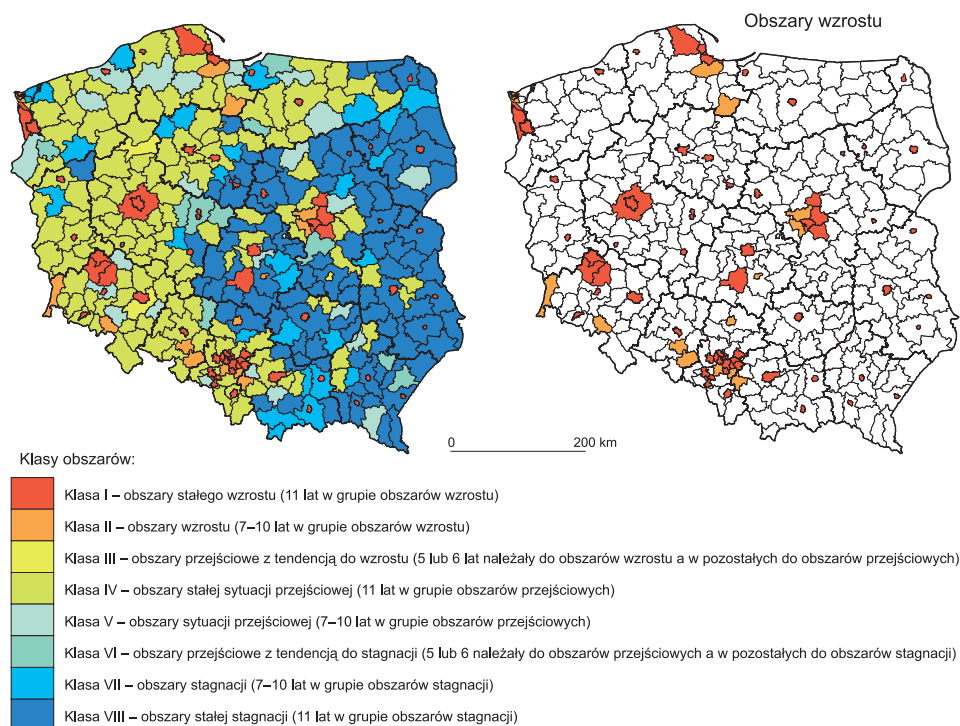 Obszary wzrostu
0 200 km
Klasy obszarów:
Klasa I – obszary stałego wzrostu (11 lat w grupie obszarów wzrostu)
Klasa II – obszary wzrostu (7–10 lat w grupie obszarów wzrostu)
Klasa III – obszary przejściowe z tendencją do wzrostu (5 lub 6 lat należały do obszarów wzrostu a w pozostałych do obszarów przejściowych)
Klasa IV – obszary stałej sytuacji przejściowej (11 lat w grupie obszarów przejściowych)
Klasa V – obszary sytuacji przejściowej (7–10 lat w grupie obszarów przejściowych)
Klasa VI – obszary przejściowe z tendencją do stagnacji (5 lub 6 należały do obszarów przejściowych a w pozostałych do obszarów stagnacji)
Klasa VII – obszary stagnacji (7–10 lat w grupie obszarów stagnacji)
Klasa VIII – obszary stałej stagnacji (11 lat w grupie obszarów stagnacji)